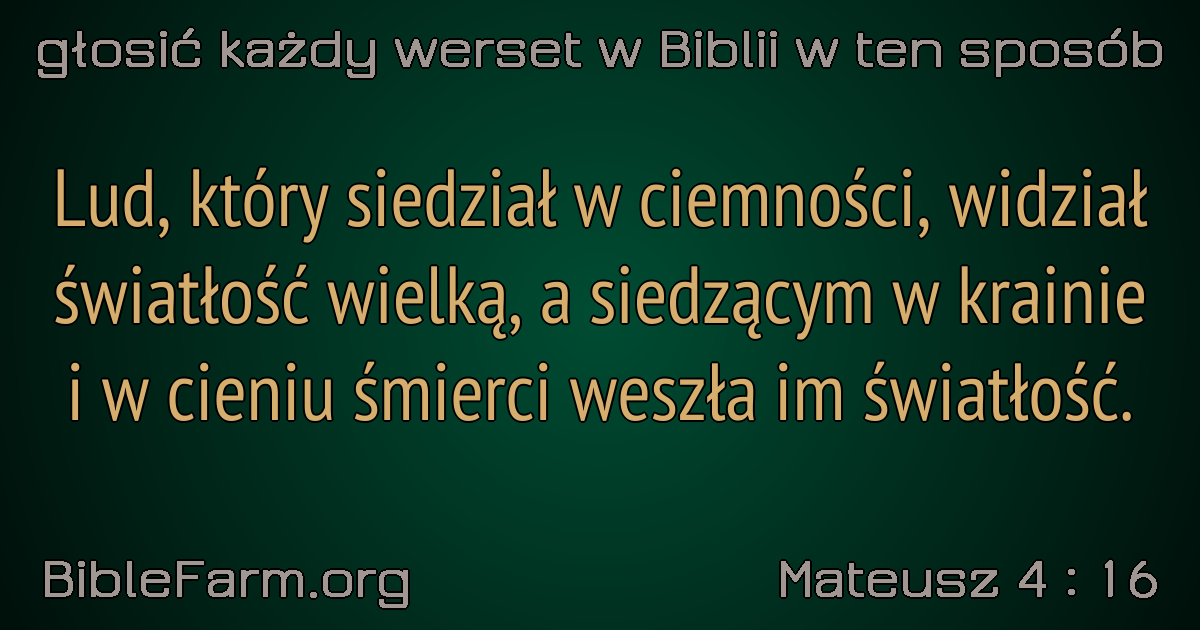 głosić każdy werset w Biblii w ten sposób
Lud, który siedział w ciemności, widział
światłość wielką, a siedzącym w krainie
i w cieniu śmierci weszła im światłość.
BibleFarm.org
Mateusz 4 : 16